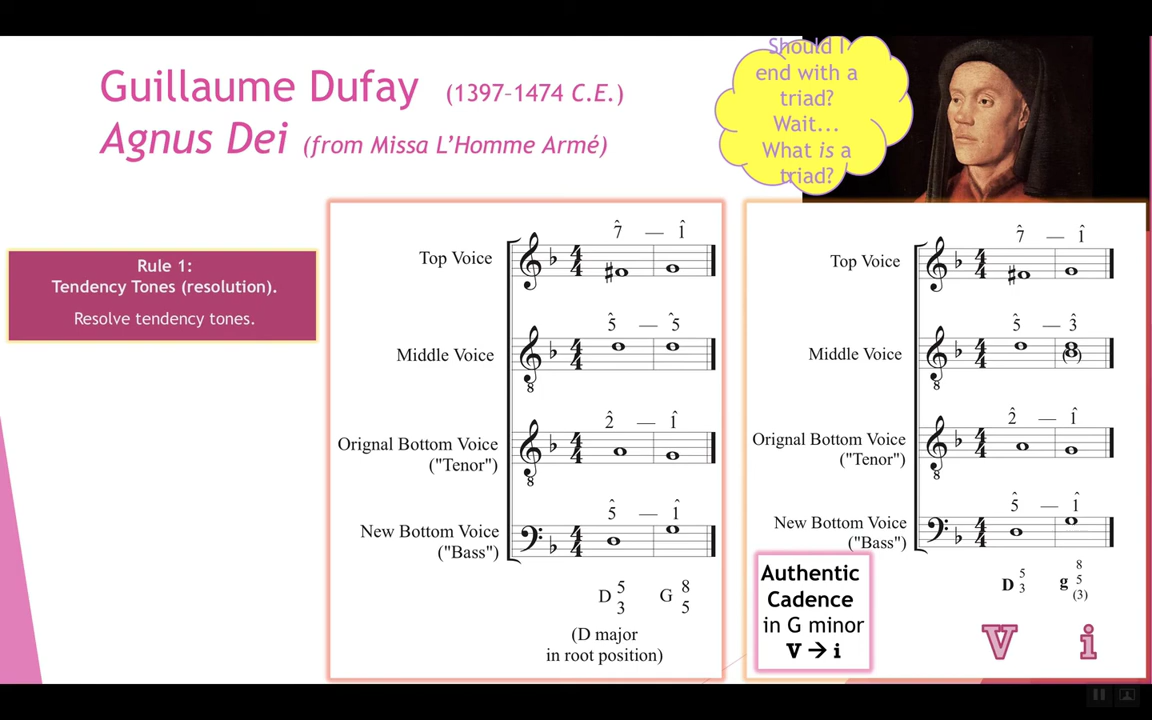 Guillaume Dufay (1397-1474 C.E.)
Agnus Dei (from Missa L'Homme Armé)
Should I
end with a
triad?
Wait...
What is a
triad?
Rule 1:
Tendency Tones (resolution).
Resolve tendency tones.
7̂ — 1̂
Top Voice
5̂ — 5̂
Middle Voice
8
2̂ — 1̂
Orignal Bottom Voice
("Tenor")
8
5̂ — 1̂
New Bottom Voice
("Bass")
D 5 3 G 8 5
(D major
in root position)
7̂ — 1̂
Top Voice
5̂ — 3̂
Middle Voice
8
2̂ — 1̂
Orignal Bottom Voice
("Tenor")
8
5̂ — 1̂
New Bottom Voice
("Bass")
D 5 3 g 8 5 (3)
Authentic
Cadence
in G minor
V → i
V i